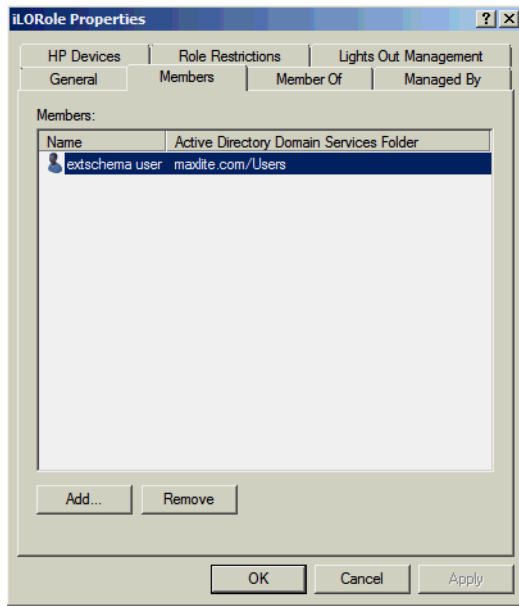 iLORole Properties
HP Devices Role Restrictions Lights Out Management
General Members Member Of Managed By
Members:
Name Active Directory Domain Services Folder
extschema user maxlite.com/Users
Add... Remove
OK Cancel Apply